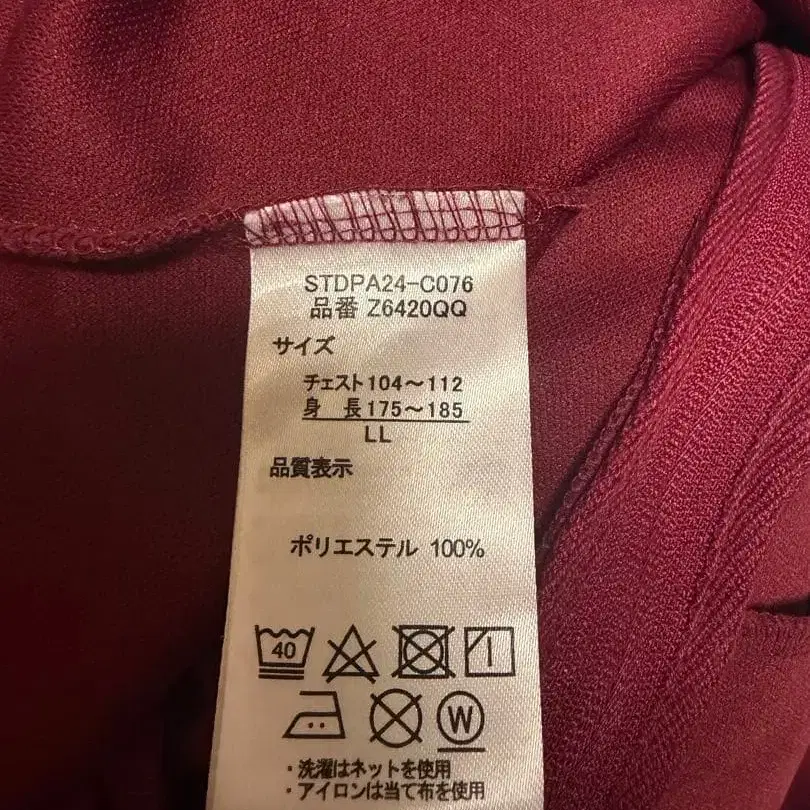 STDPA24-C076
品番 Z6420QQ
サイズ
チェスト104～112
身 長175～185
LL
品質表示
ポリエステル 100%
40
W
・洗濯はネットを使用
・アイロンは当て布を使用